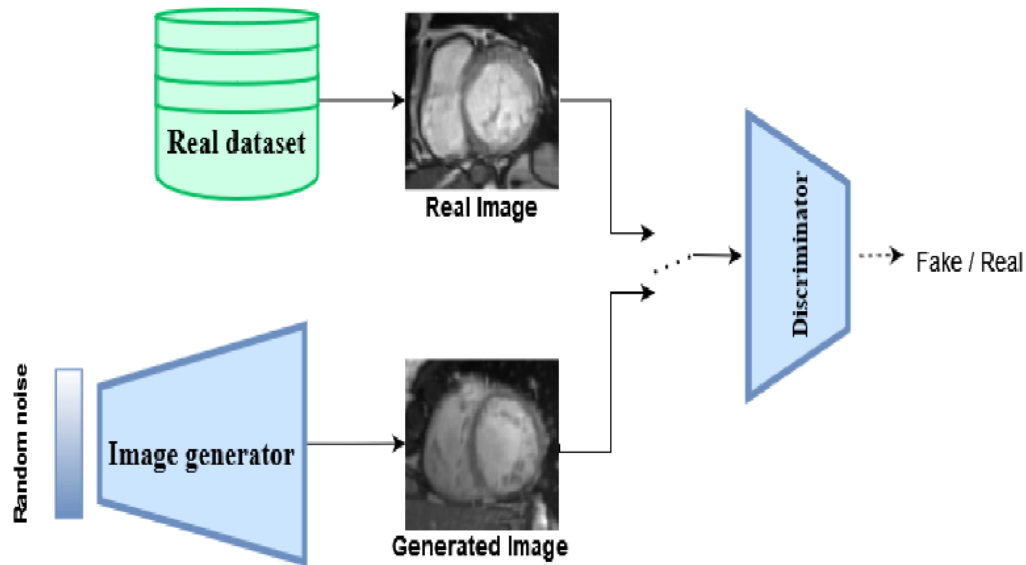 Real dataset
Real Image
Discriminator
Fake / Real
Random noise
Image generator
Generated Image